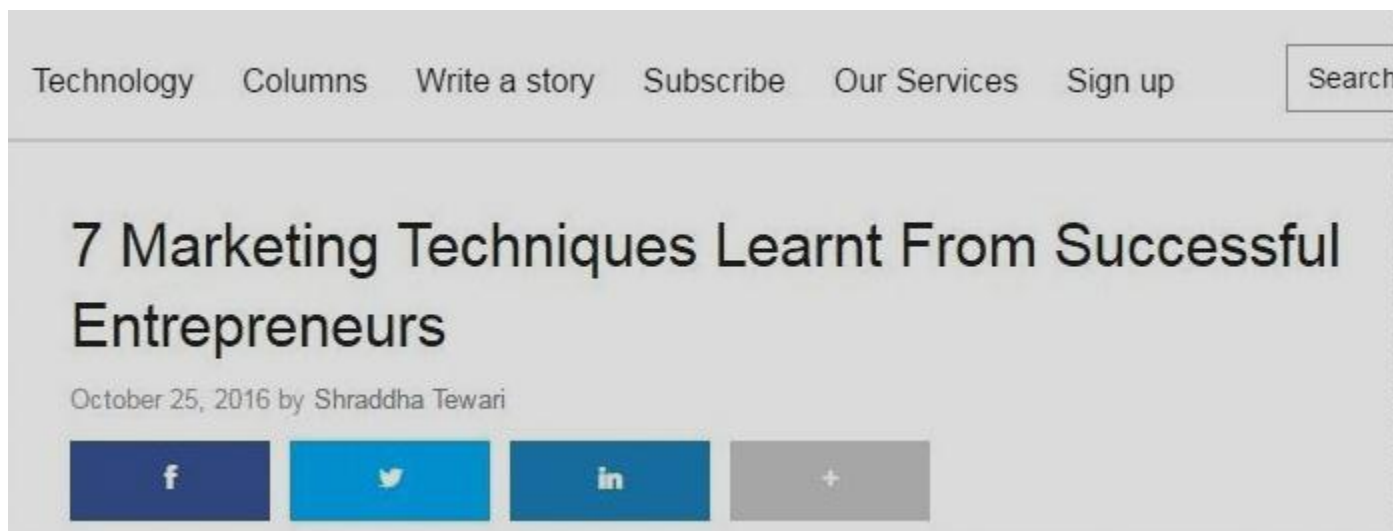 Technology Columns Write a story Subscribe Our Services Sign up Search
7 Marketing Techniques Learnt From Successful
Entrepreneurs
October 25, 2016 by Shraddha Tewari
f in +